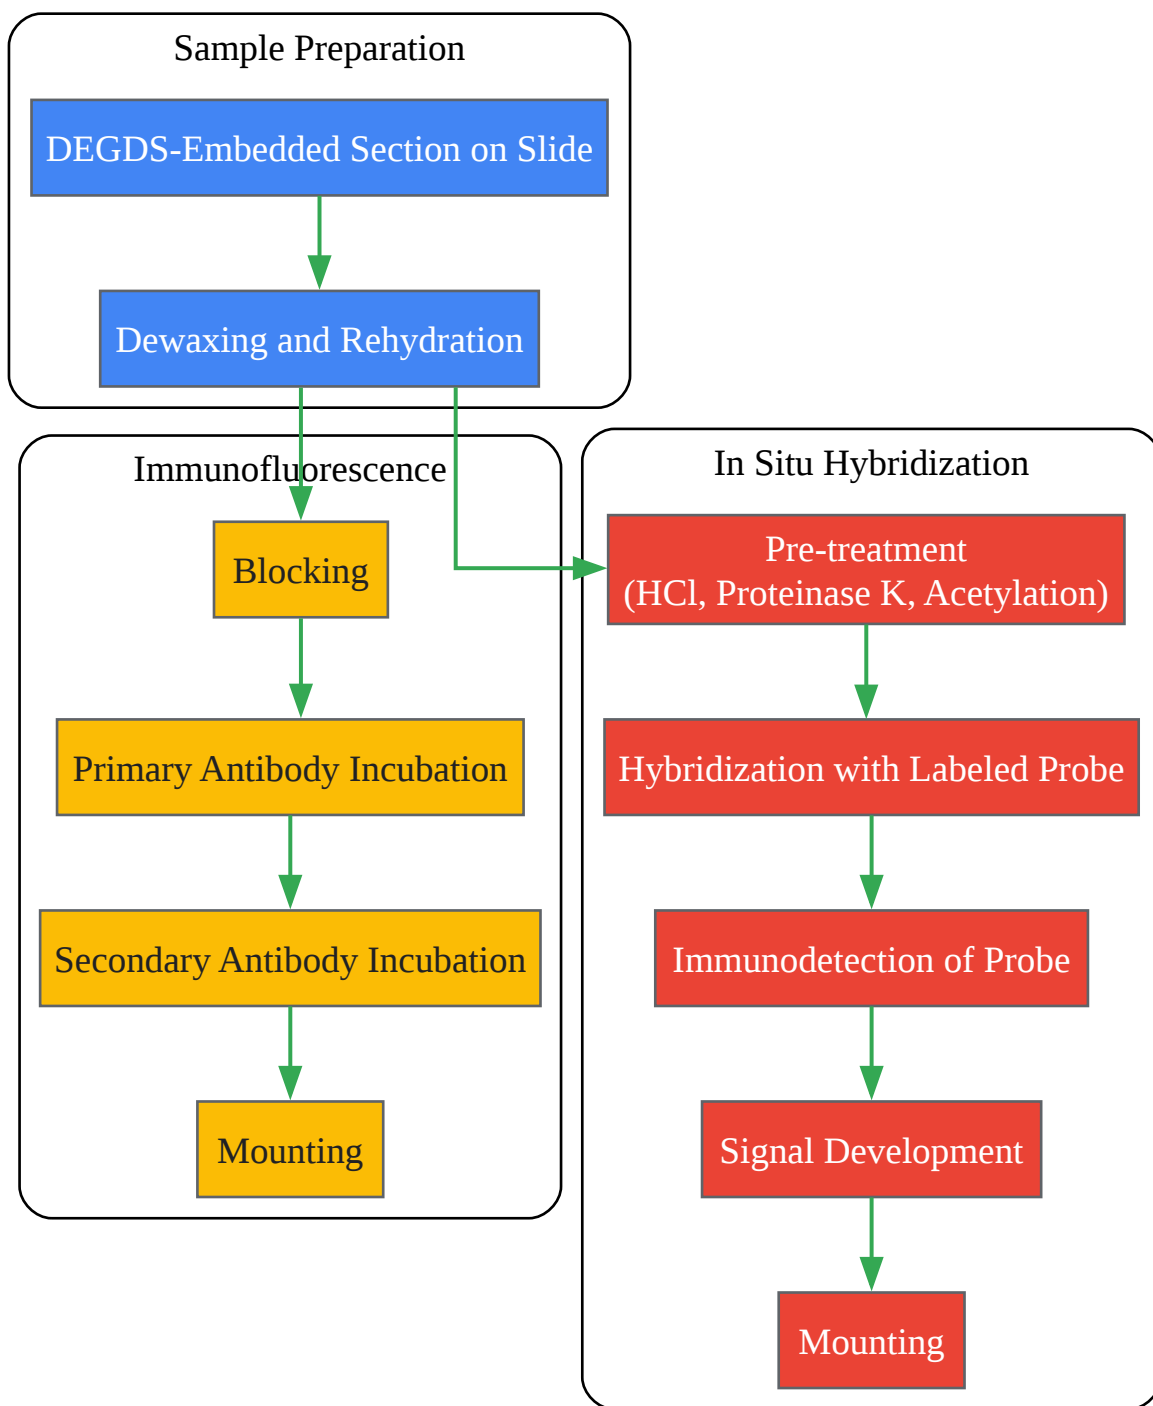 Sample Preparation
DEGDS-Embedded Section on Slide
Dewaxing and Rehydration
Immunofluorescence
Blocking
Primary Antibody Incubation
Secondary Antibody Incubation
Mounting
In Situ Hybridization
Pre-treatment
(HCl, Proteinase K, Acetylation)
Hybridization with Labeled Probe
Immunodetection of Probe
Signal Development
Mounting